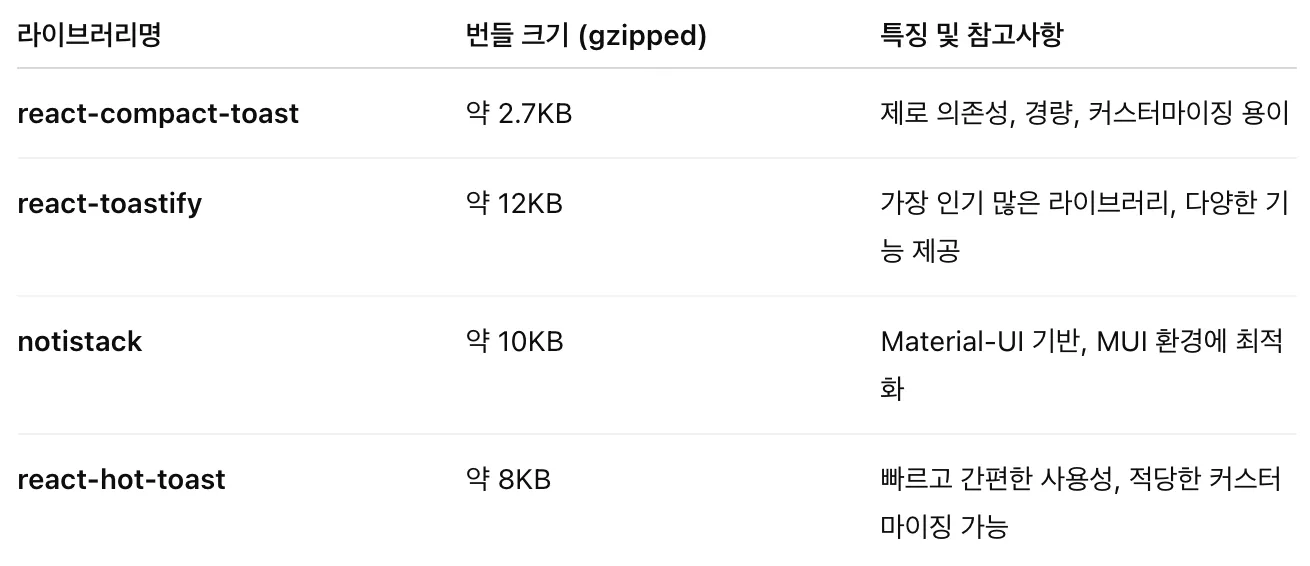 라이브러리명 번들 크기 (gzipped) 특징 및 참고사항
react-compact-toast 약 2.7KB 제로 의존성, 경량, 커스터마이징 용이
react-toastify 약 12KB 가장 인기 많은 라이브러리, 다양한 기
능 제공
notistack 약 10KB Material-UI 기반, MUI 환경에 최적
화
react-hot-toast 약 8KB 빠르고 간편한 사용성, 적당한 커스터
마이징 가능